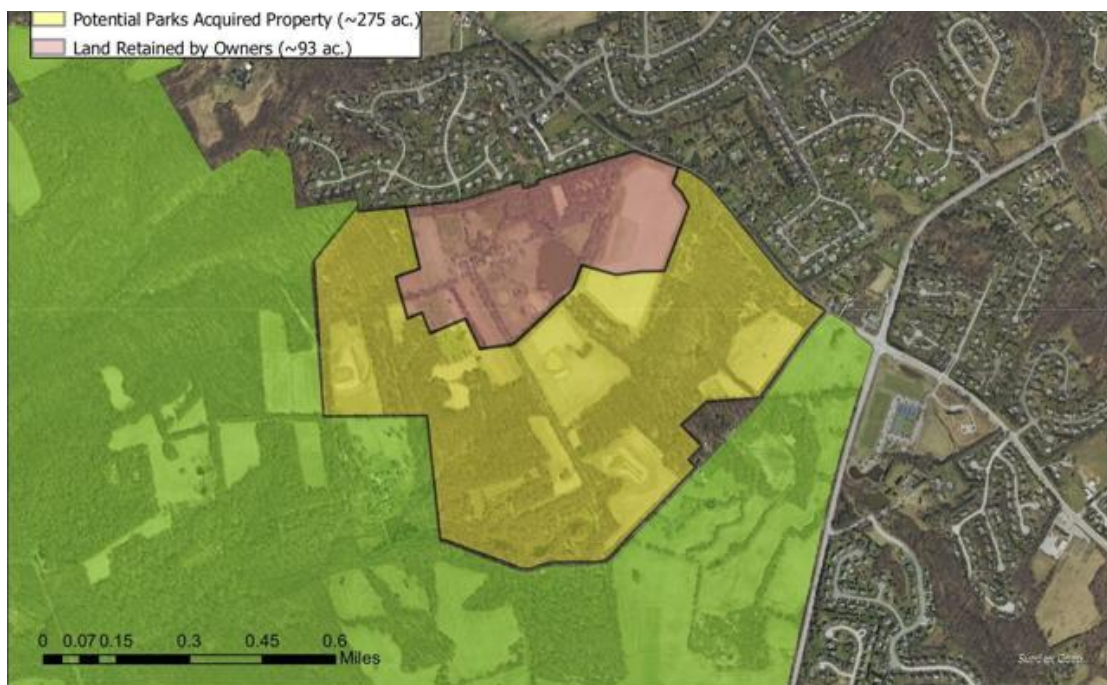 Potential Parks Acquired Property (~275 ac.)
Land Retained by Owners (~93 ac.)
0 0.07 0.15 0.3 0.45 0.6
Miles